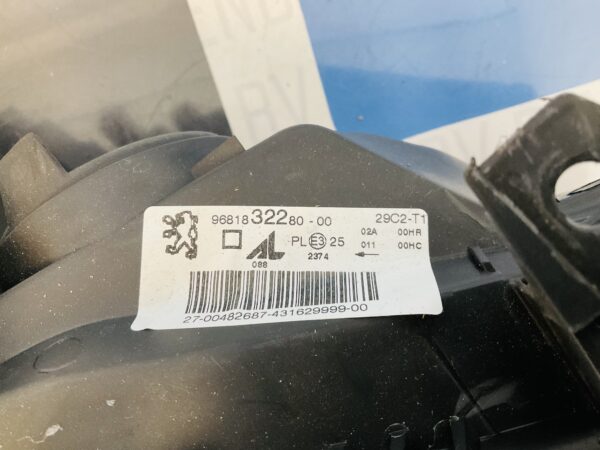 96818 322 80-00 29C2-T1
AL PL E3 25 02A 00HR
088 2374 ← 011 00HC
27-00482687-431629999-00
BV